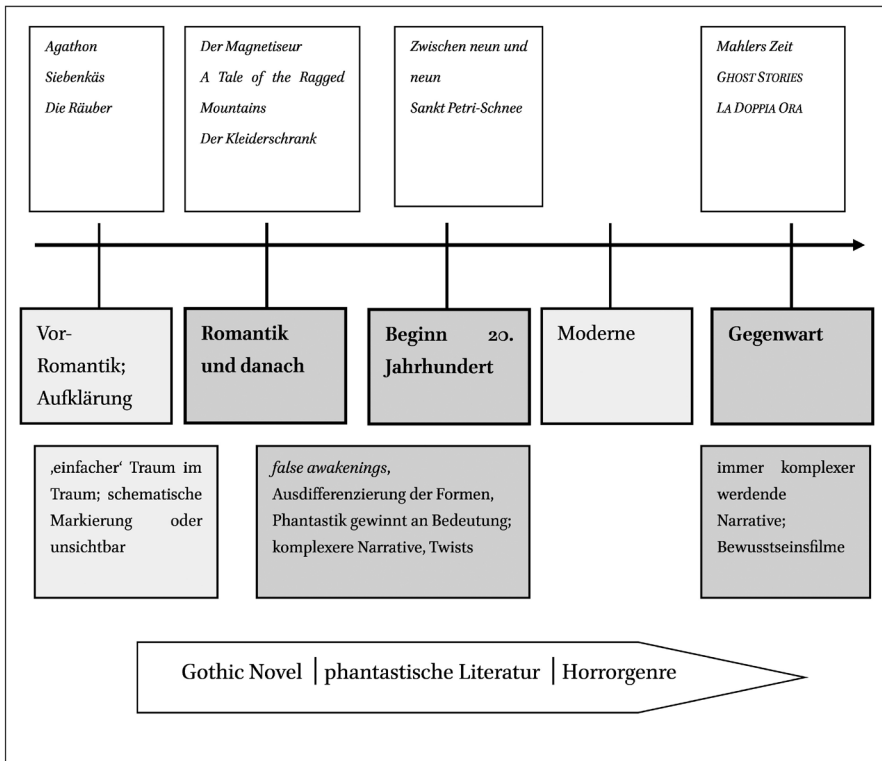 Agathon
Siebenkäs
Die Räuber
Der Magnetiseur
A Tale of the Ragged
Mountains
Der Kleiderschrank
Zwischen neun und
neun
Sankt Petri-Schnee
Mahlers Zeit
GHOST STORIES
LA DOPPIA ORA
Vor-
Romantik;
Aufklärung
Romantik
und danach
Beginn 20.
Jahrhundert
Moderne
Gegenwart
‚einfacher‘ Traum im
Traum; schematische
Markierung oder
unsichtbar
false awakenings,
Ausdifferenzierung der Formen,
Phantastik gewinnt an Bedeutung;
komplexere Narrative, Twists
immer komplexer
werdende
Narrative;
Bewusstseinsfilme
Gothic Novel | phantastische Literatur | Horrorgenre